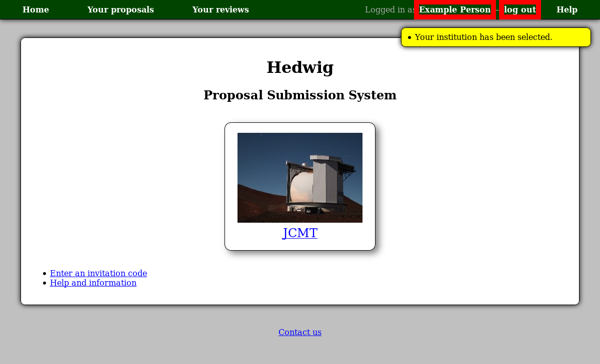 Home Your proposals Your reviews Logged in as Example Person – log out Help
• Your institution has been selected.
Hedwig
Proposal Submission System
JCMT
• Enter an invitation code
• Help and information
Contact us